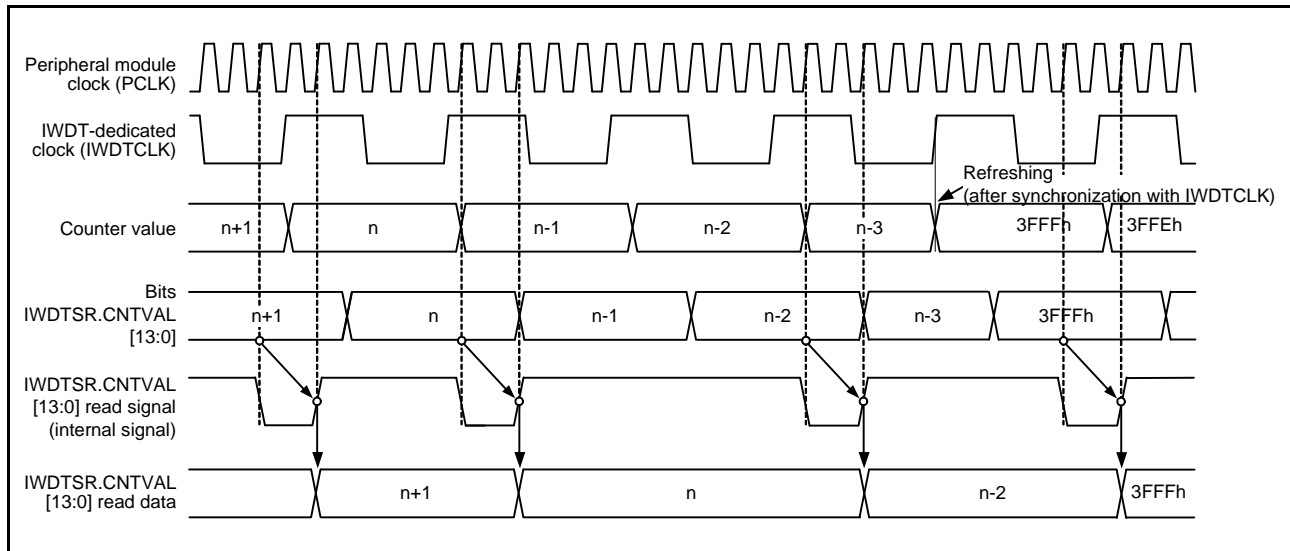 Peripheral module
clock (PCLK)
IWDT-dedicated
clock (IWDTCLK)
Refreshing
(after synchronization with IWDTCLK)
Counter value
n+1 n n-1 n-2 n-3 3FFFh 3FFEh
Bits
IWDTSR.CNTVAL
[13:0]
n+1 n n-1 n-2 n-3 3FFFh
IWDTSR.CNTVAL
[13:0] read signal
(internal signal)
IWDTSR.CNTVAL
[13:0] read data
n+1 n n-2 3FFFh